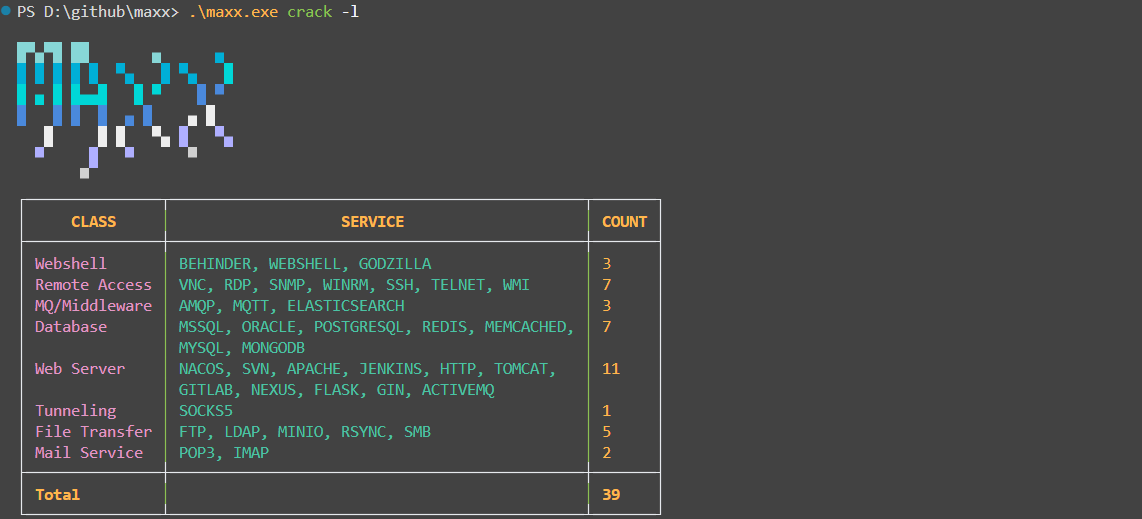 PS D:\github\maxx> .\maxx.exe crack -l
MAXX
CLASS SERVICE COUNT
Webshell BEHINDER, WEBSHELL, GODZILLA 3
Remote Access VNC, RDP, SNMP, WINRM, SSH, TELNET, WMI 7
MQ/Middleware AMQP, MQTT, ELASTICSEARCH 3
Database MSSQL, ORACLE, POSTGRESQL, REDIS, MEMCACHED, 7
MYSQL, MONGODB
Web Server NACOS, SVN, APACHE, JENKINS, HTTP, TOMCAT, 11
GITLAB, NEXUS, FLASK, GIN, ACTIVEMQ
Tunneling SOCKS5 1
File Transfer FTP, LDAP, MINIO, RSYNC, SMB 5
Mail Service POP3, IMAP 2
Total 39